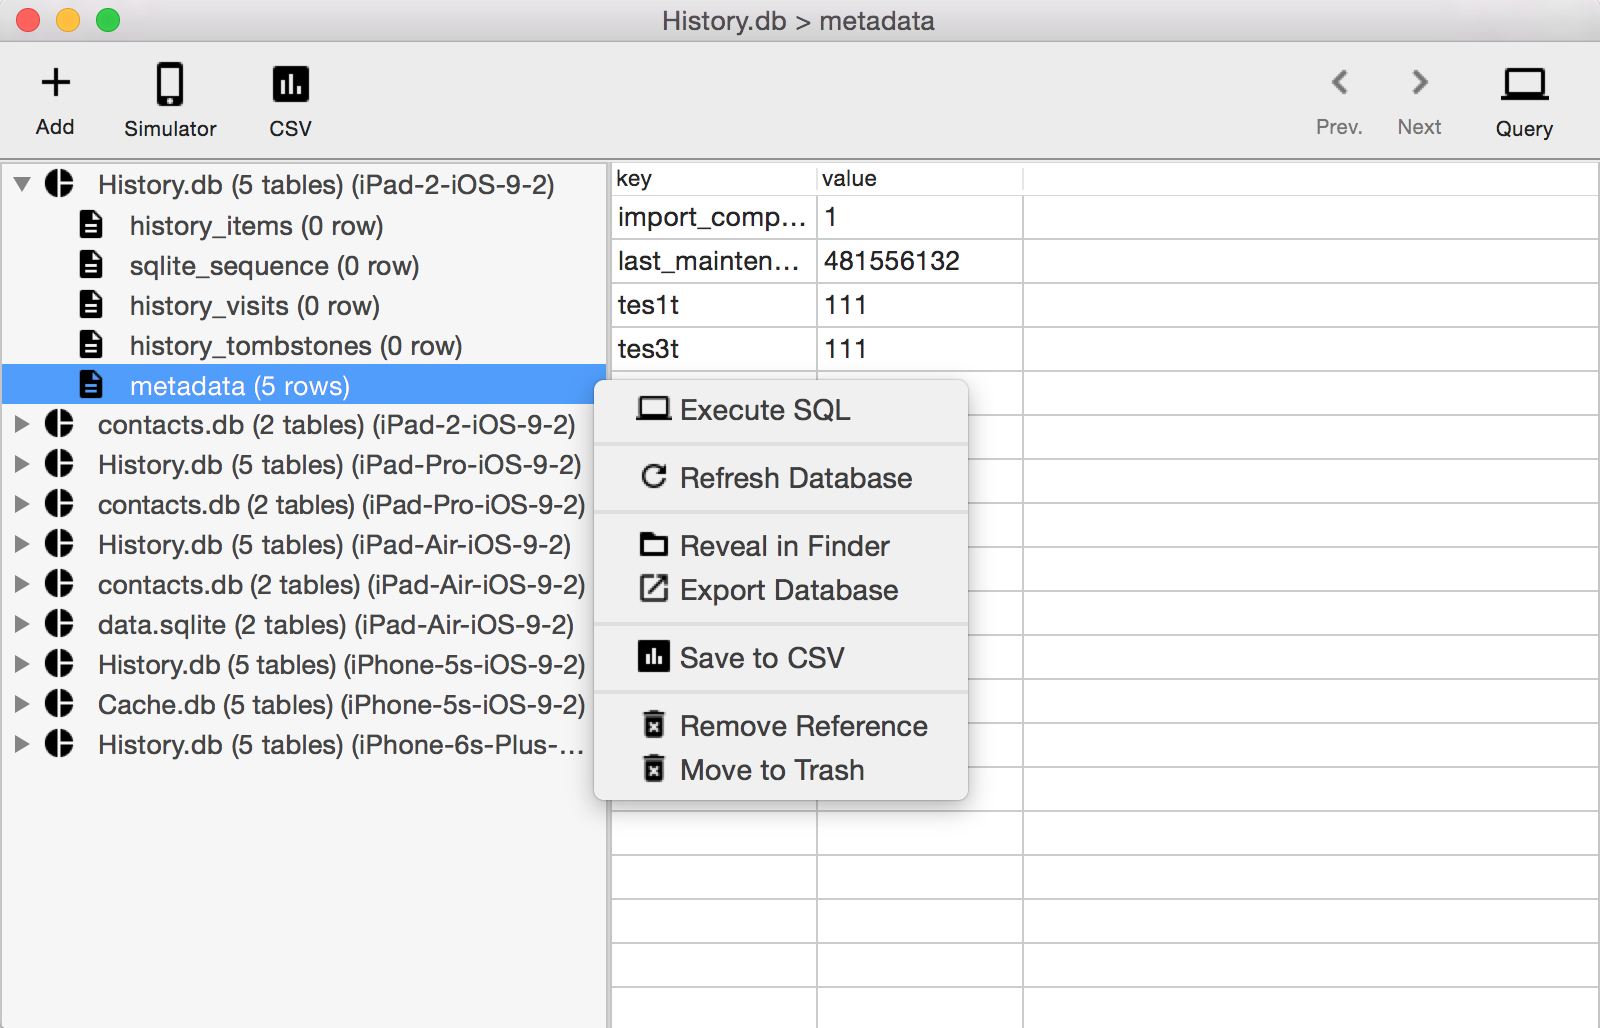 History.db > metadata
Add
Simulator
CSV
Prev.
Next
Query
History.db (5 tables) (iPad-2-iOS-9-2)
history_items (0 row)
sqlite_sequence (0 row)
history_visits (0 row)
history_tombstones (0 row)
metadata (5 rows)
contacts.db (2 tables) (iPad-2-iOS-9-2)
History.db (5 tables) (iPad-Pro-iOS-9-2)
contacts.db (2 tables) (iPad-Pro-iOS-9-2)
History.db (5 tables) (iPad-Air-iOS-9-2)
contacts.db (2 tables) (iPad-Air-iOS-9-2)
data.sqlite (2 tables) (iPad-Air-iOS-9-2)
History.db (5 tables) (iPhone-5s-iOS-9-2)
Cache.db (5 tables) (iPhone-5s-iOS-9-2)
History.db (5 tables) (iPhone-6s-Plus-...
key value
import_comp... 1
last_mainten... 481556132
tes1t 111
tes3t 111
Execute SQL
Refresh Database
Reveal in Finder
Export Database
Save to CSV
Remove Reference
Move to Trash